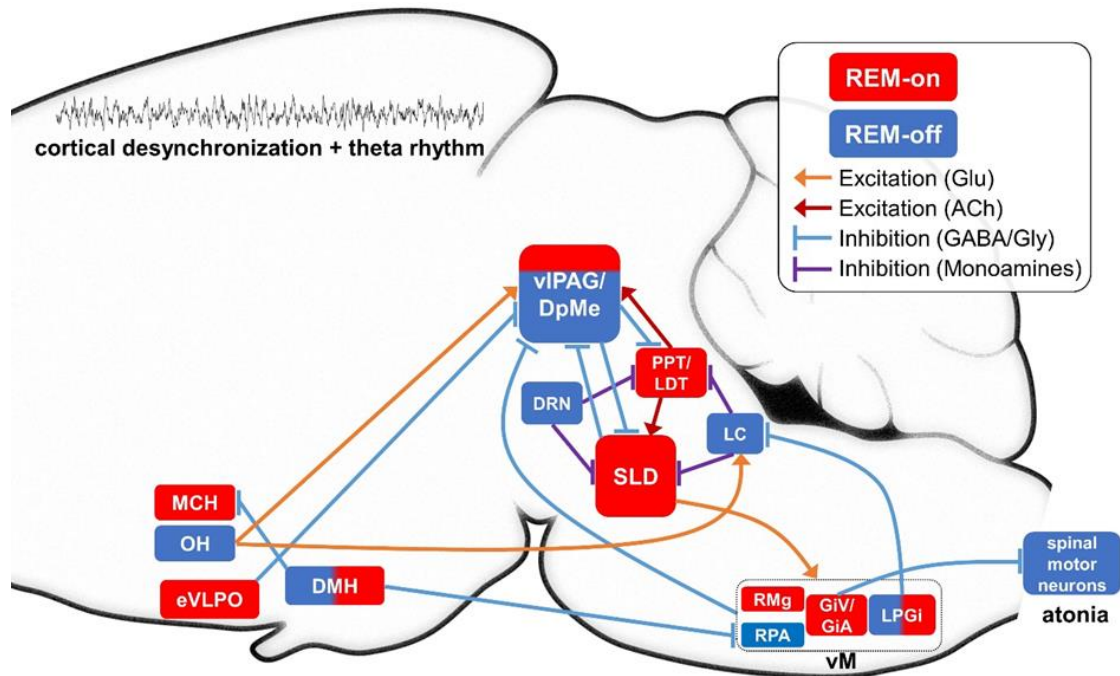 REM-on
REM-off
Excitation (Glu)
Excitation (ACh)
Inhibition (GABA/Gly)
Inhibition (Monoamines)
cortical desynchronization + theta rhythm
vlPAG/
DpMe
PPT/
LDT
DRN
LC
SLD
MCH
OH
eVLPO
DMH
RMg
RPA
GiV/
GiA
LPGi
vM
spinal
motor
neurons
atonia